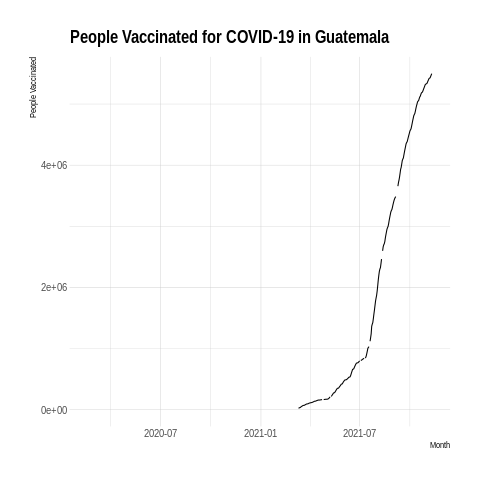 People Vaccinated for COVID-19 in Guatemala
People Vaccinated
4e+06
2e+06
0e+00
2020-07
2021-01
2021-07
Month